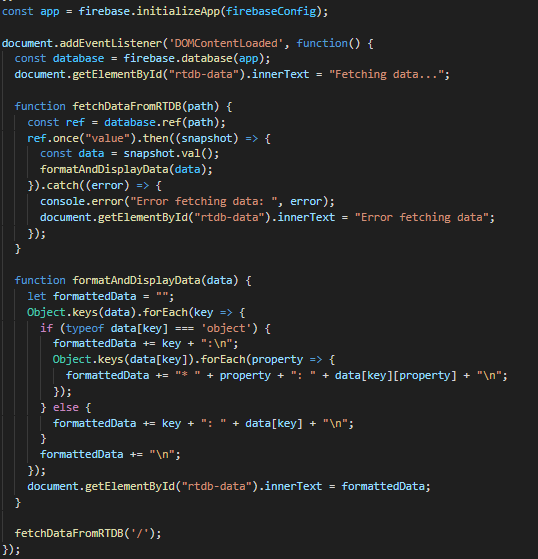 const app = firebase.initializeApp(firebaseConfig);

document.addEventListener('DOMContentLoaded', function() {
  const database = firebase.database(app);
  document.getElementById("rtdb-data").innerText = "Fetching data...";

  function fetchDataFromRTDB(path) {
    const ref = database.ref(path);
    ref.once("value").then((snapshot) => {
      const data = snapshot.val();
      formatAndDisplayData(data);
    }).catch((error) => {
      console.error("Error fetching data: ", error);
      document.getElementById("rtdb-data").innerText = "Error fetching data";
    });
  }

  function formatAndDisplayData(data) {
    let formattedData = "";
    Object.keys(data).forEach(key => {
      if (typeof data[key] === 'object') {
        formattedData += key + ":\n";
        Object.keys(data[key]).forEach(property => {
          formattedData += "* " + property + ": " + data[key][property] + "\n";
        });
      } else {
        formattedData += key + ": " + data[key] + "\n";
      }
      formattedData += "\n";
    });
    document.getElementById("rtdb-data").innerText = formattedData;
  }

  fetchDataFromRTDB('/');
});